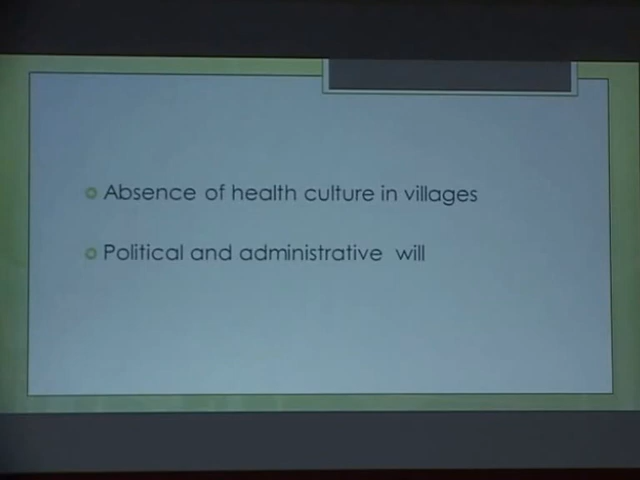 Absence of health culture in villages
Political and administrative will